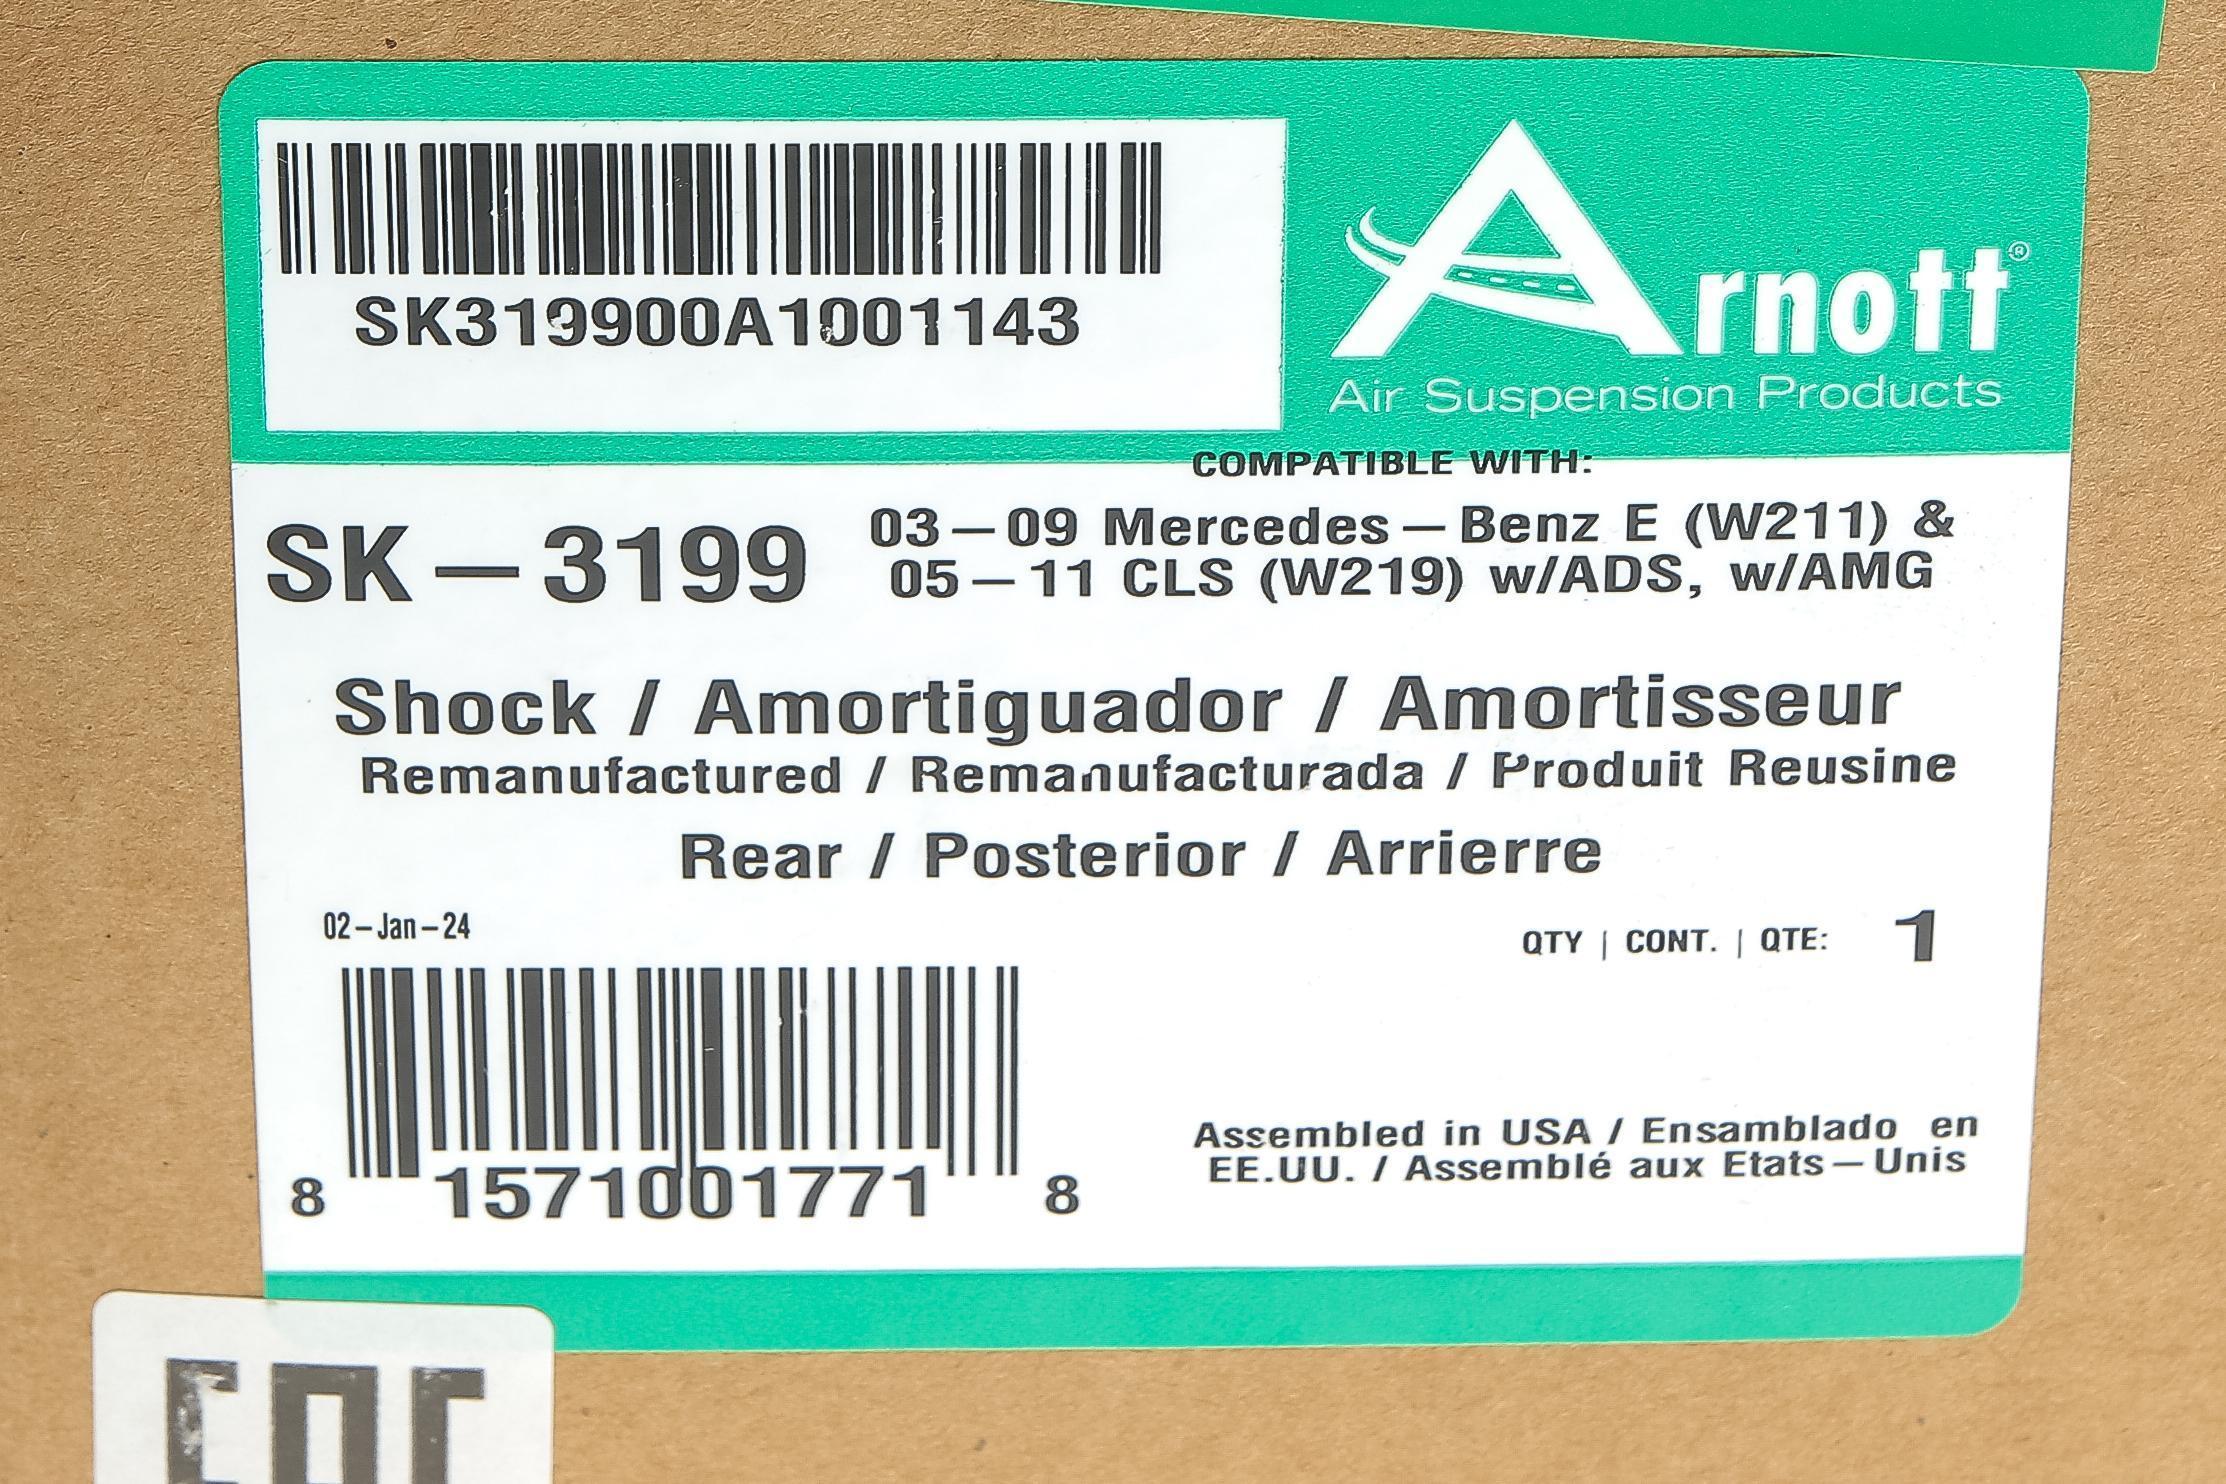 SK319900A1001143
Arnott®
Air Suspension Products
COMPATIBLE WITH:
SK-3199
03-09 Mercedes-Benz E (W211) &
05-11 CLS (W219) w/ADS, w/AMG
Shock / Amortiguador / Amortisseur
Remanufactured / Remanufacturada / Produit Reusine
Rear / Posterior / Arrierre
02-Jan-24
QTY | CONT. | QTE: 1
8 1571001771 8
Assembled in USA / Ensamblado en
EE.UU. / Assemblé aux Etats-Unis
EAC